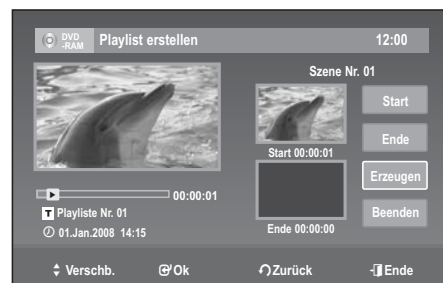 DVD
-RAM
Playlist erstellen
12:00
Szene Nr. 01
Start
Start 00:00:01
Ende
Erzeugen
00:00:01
T Playliste Nr. 01
01.Jan.2008 14:15
Ende 00:00:00
Beenden
Verschb. Ok Zurück Ende